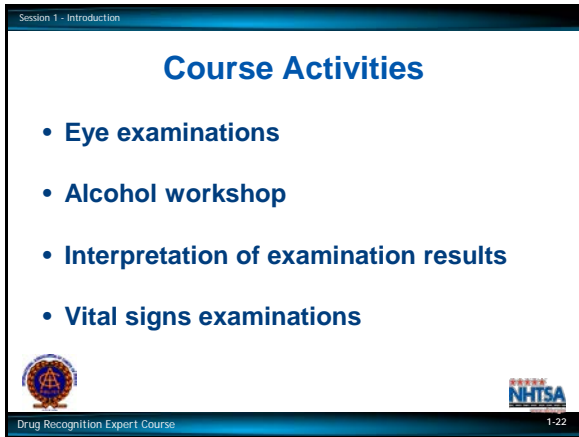 Session 1 - Introduction
Course Activities
• Eye examinations
• Alcohol workshop
• Interpretation of examination results
• Vital signs examinations
NHTSA
Drug Recognition Expert Course
1-22